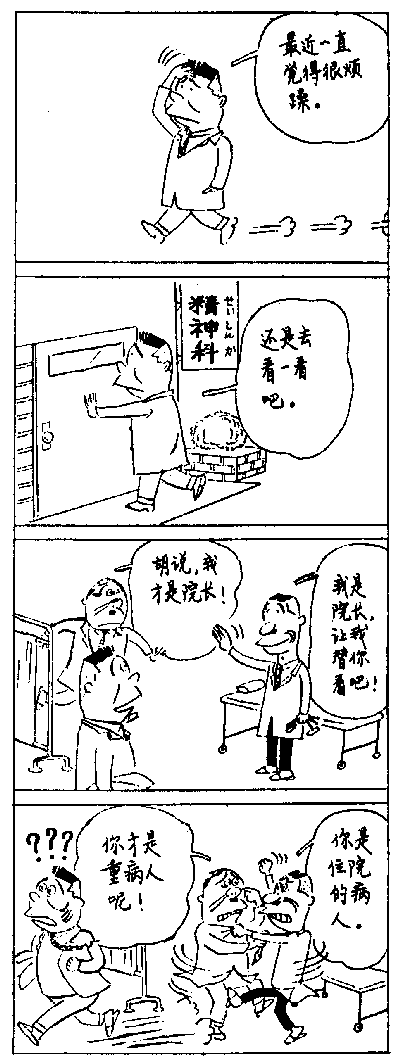 最近一直
觉得很烦
躁。
精神科
せいしんか
还是去
看一看
吧。
我是
院长,
让我
替你
看吧!
胡说,我
才是院长!
你是
住院
的病
人。
你才是
重病人
呢!
???